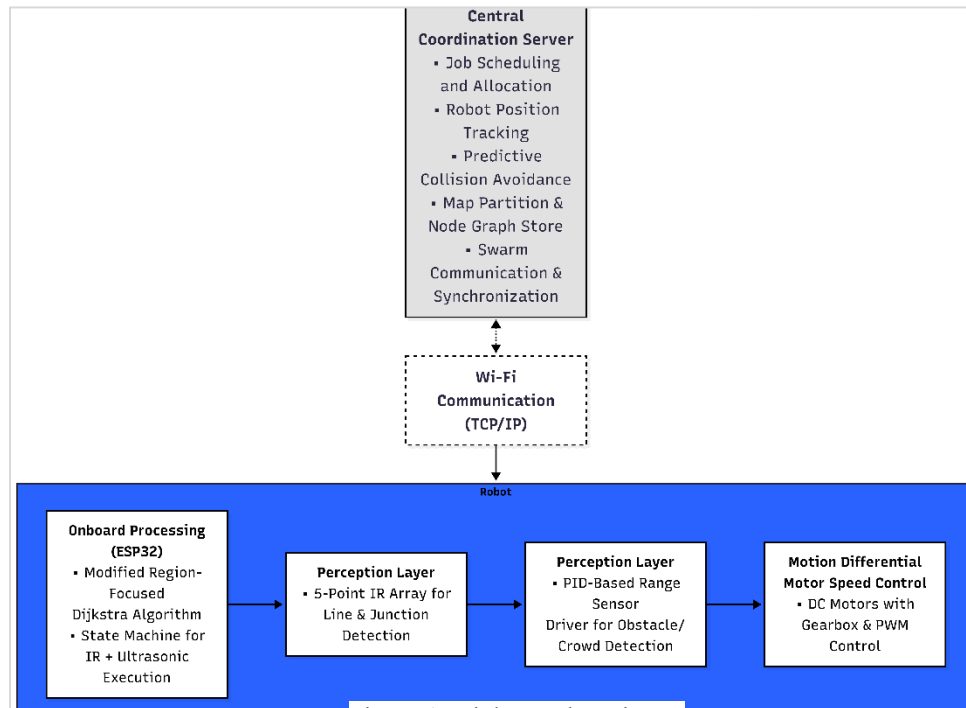 Central
Coordination Server
▪ Job Scheduling
and Allocation
▪ Robot Position
Tracking
▪ Predictive
Collision Avoidance
▪ Map Partition &
Node Graph Store
▪ Swarm
Communication &
Synchronization
Wi-Fi
Communication
(TCP/IP)
Robot
Onboard Processing
(ESP32)
▪ Modified Region-
Focused
Dijkstra Algorithm
▪ State Machine for
IR + Ultrasonic
Execution
Perception Layer
▪ 5-Point IR Array for
Line & Junction
Detection
Perception Layer
▪ PID-Based Range
Sensor
Driver for Obstacle/
Crowd Detection
Motion Differential
Motor Speed Control
▪ DC Motors with
Gearbox & PWM
Control